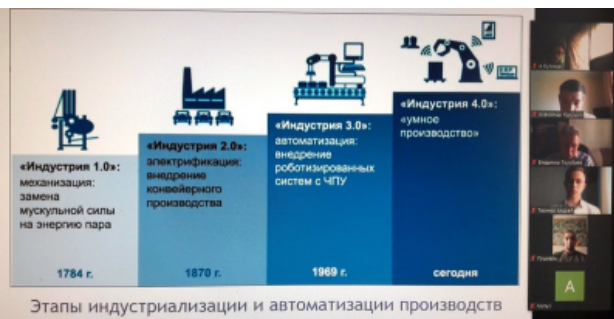 «Индустрия 1.0»:
механизация:
замена
мускульной силы
на энергию пара
1784 г.
«Индустрия 2.0»:
электрификация:
внедрение
конвейерного
производства
1870 г.
«Индустрия 3.0»:
автоматизация:
внедрение
роботизированных
систем с ЧПУ
1969 г.
«Индустрия 4.0»:
«умное
производство»
сегодня
Этапы индустриализации и автоматизации производств
A